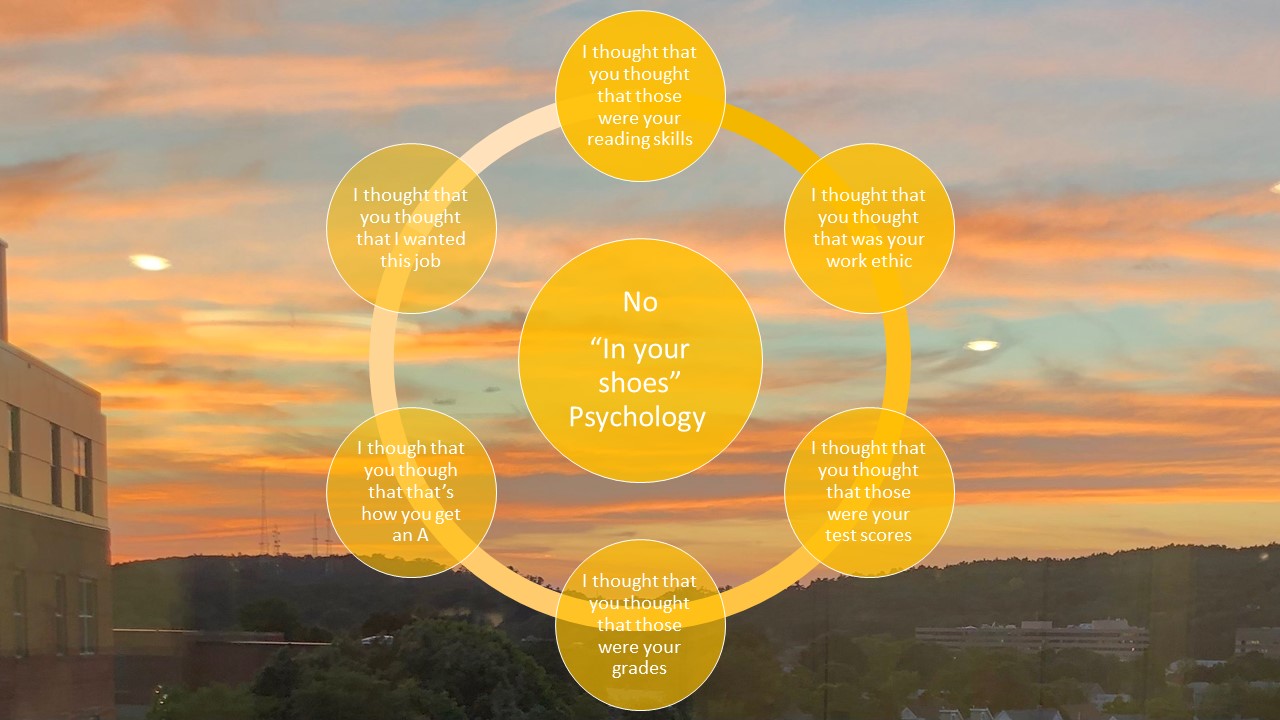 I thought that
you thought
that those
were your
reading skills
I thought that
you thought
that was your
work ethic
I thought that
you thought
that those
were your
test scores
I thought that
you thought
that those
were your
grades
I though that
you though
that that’s
how you get
an A
I thought that
you thought
that I wanted
this job
No
“In your
shoes”
Psychology